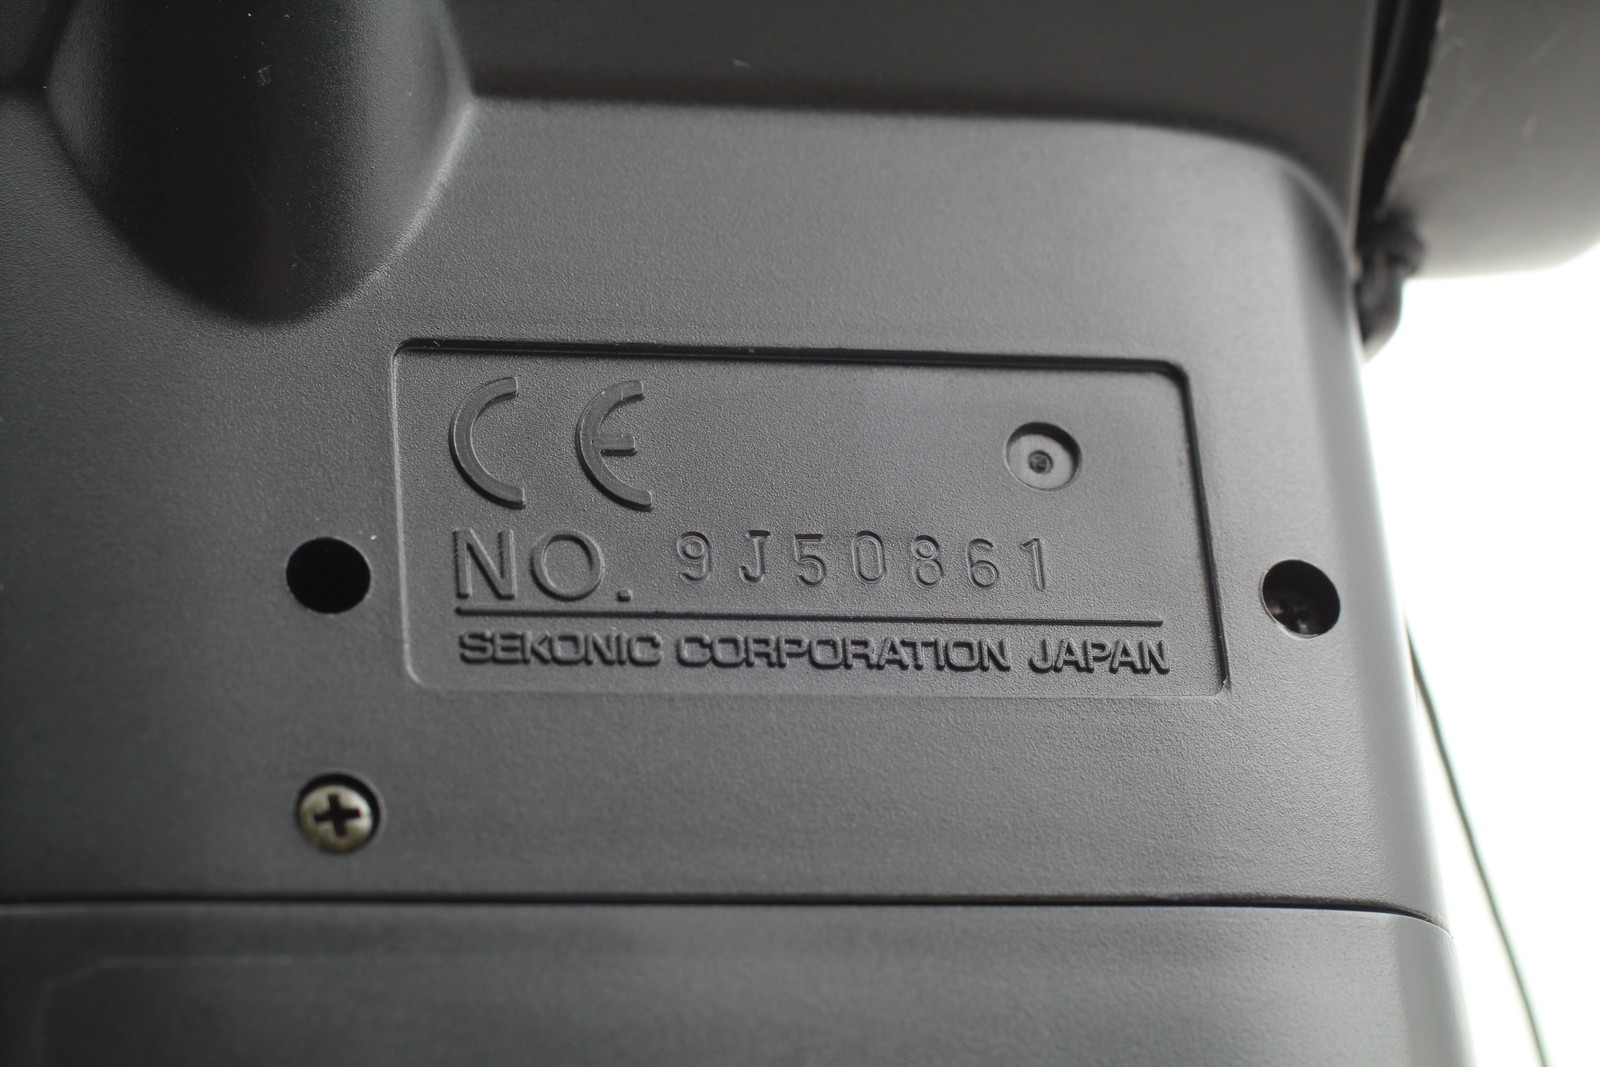 CE
NO. 9J50861
SEKONIC CORPORATION JAPAN